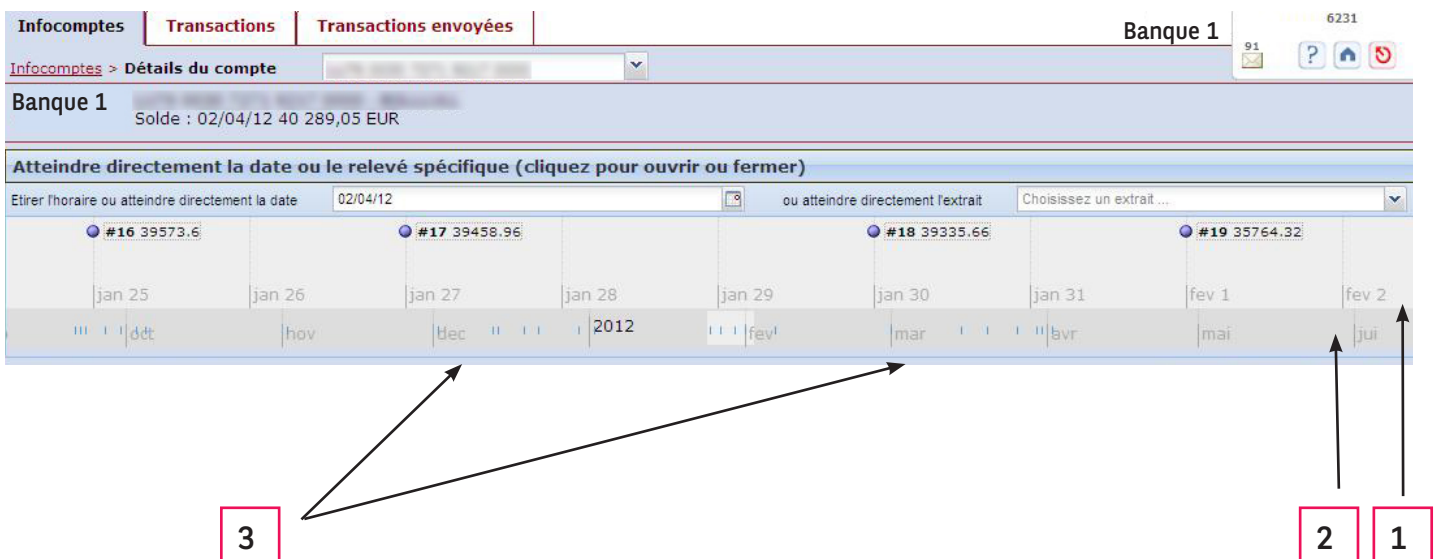 Infocomptes Transactions Transactions envoyées Banque 1 6231
91
Infocomptes > Détails du compte
Banque 1
Solde : 02/04/12 40 289,05 EUR
Atteindre directement la date ou le relevé spécifique (cliquez pour ouvrir ou fermer)
Etirer l'horaire ou atteindre directement la date 02/04/12 ou atteindre directement l'extrait Choisissez un extrait ...
#16 39573.6 #17 39458.96 #18 39335.66 #19 35764.32
jan 25 jan 26 jan 27 jan 28 jan 29 jan 30 jan 31 fev 1 fev 2
oct nov dec 2012 fev mar avr mai jui
3 2 1